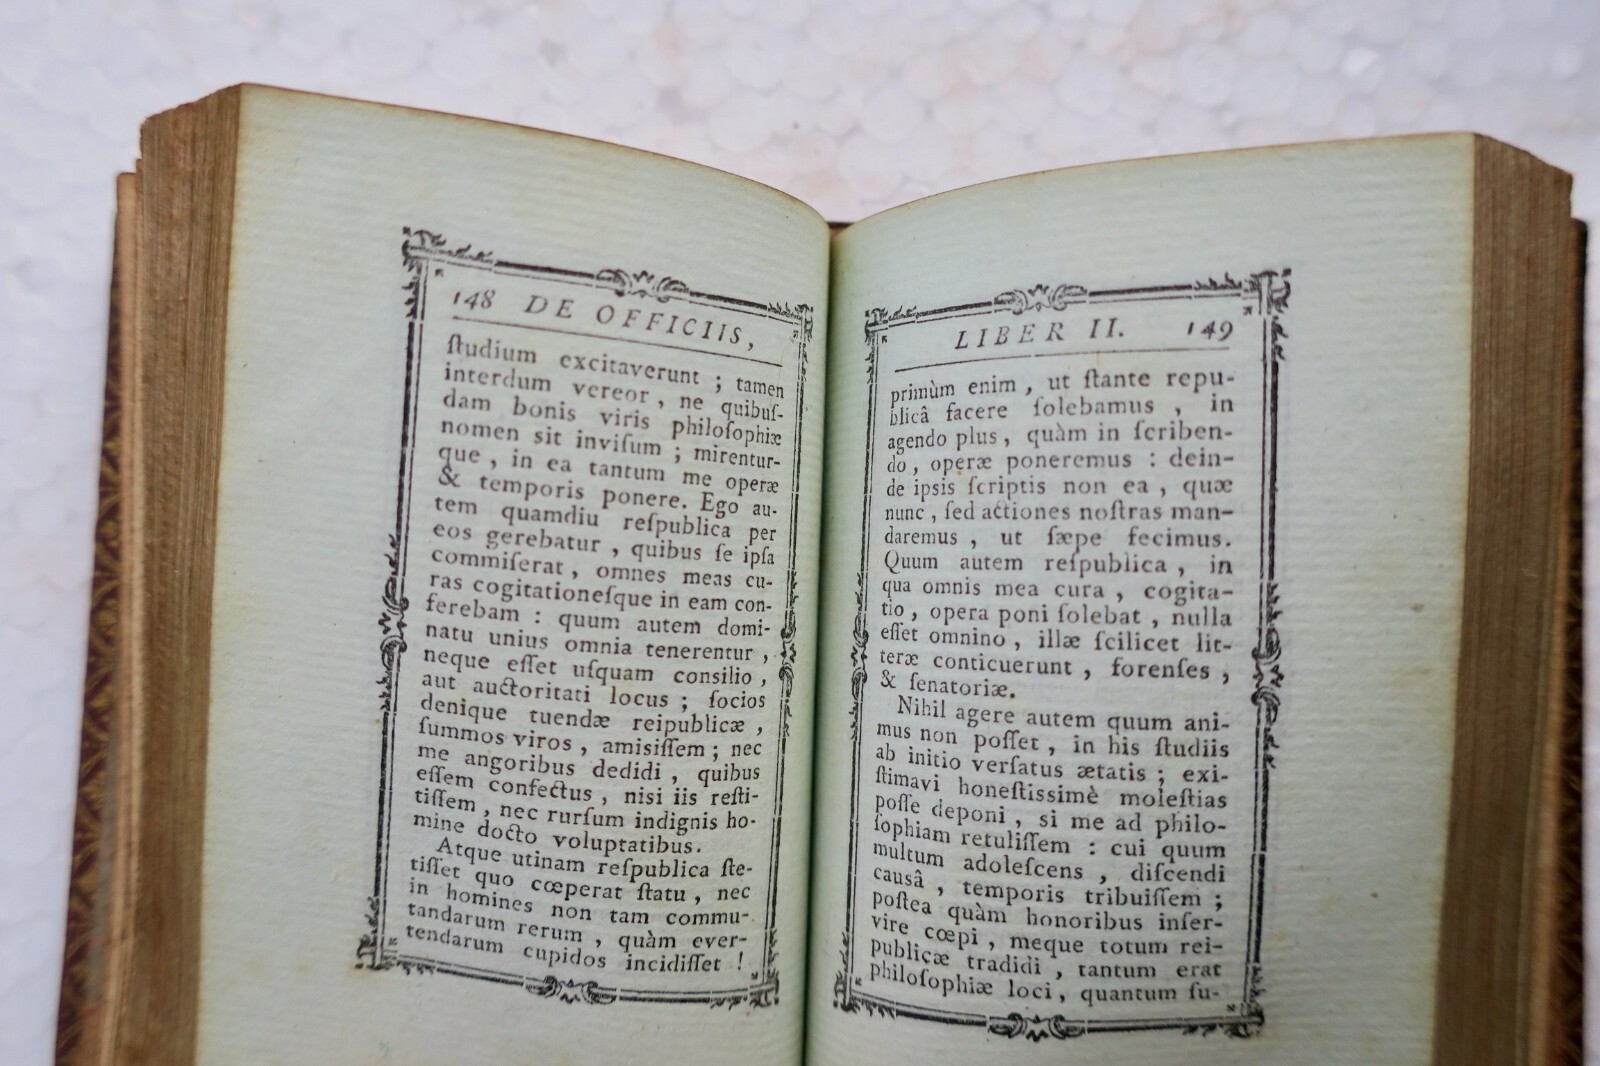 148 DE OFFICIIS,
ſtudium excitaverunt ; tamen
interdum vereor , ne quibuſ-
dam bonis viris philoſophiæ
nomen sit inviſum ; mirentur-
que , in ea tantum me operæ
& temporis ponere. Ego au-
tem quamdiu reſpublica per
eos gerebatur , quibus ſe ipſa
commiſerat , omnes meas cu-
ras cogitationeſque in eam con-
ferebam : quum autem domi-
natu unius omnia tenerentur ,
neque eſſet uſquam consilio ,
aut auctoritati locus ; ſocios
denique tuendæ reipublicæ ,
ſummos viros , amisiſſem ; nec
me angoribus dedidi , quibus
eſſem confectus , nisi iis reſti-
tiſſem , nec rurſum indignis ho-
mine docto voluptatibus.
Atque utinam reſpublica ſte-
tiſſet quo cœperat ſtatu , nec
in homines non tam commu-
tandarum rerum , quàm ever-
tendarum cupidos incidiſſet !
LIBER II. 149
primùm enim , ut ſtante repu-
blicâ facere ſolebamus , in
agendo plus , quàm in ſcriben-
do , operæ poneremus : dein-
de ipsis ſcriptis non ea , quæ
nunc , ſed actiones noſtras man-
daremus , ut ſæpe fecimus.
Quum autem reſpublica , in
qua omnis mea cura , cogita-
tio , opera poni ſolebat , nulla
eſſet omnino , illæ ſcilicet lit-
teræ conticuerunt , forenſes ,
& ſenatoriæ.
Nihil agere autem quum ani-
mus non poſſet , in his ſtudiis
ab initio verſatus ætatis ; exi-
ſtimavi honeſtissimè moleſtias
poſſe deponi , si me ad philo-
ſophiam retuliſſem : cui quum
multum adoleſcens , diſcendi
causâ , temporis tribuiſſem ;
poſtea quàm honoribus inſer-
vire cœpi , meque totum rei-
publicæ tradidi , tantum erat
philoſophiæ loci , quantum ſu-